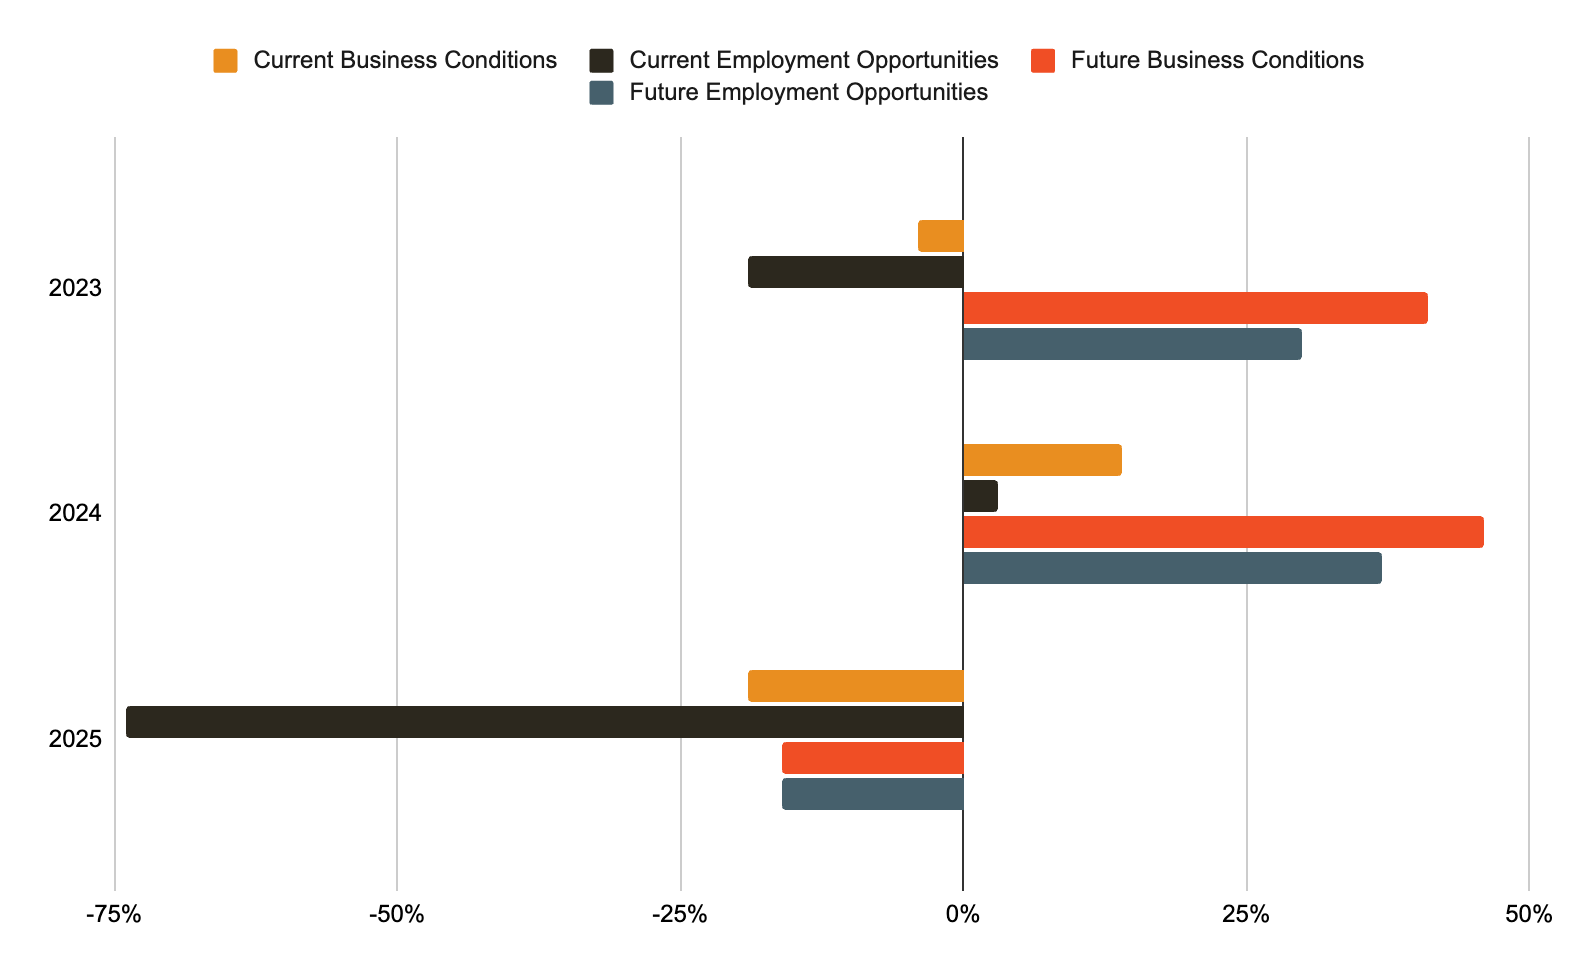 Current Business Conditions
Current Employment Opportunities
Future Business Conditions
Future Employment Opportunities
2023
2024
2025
-75%
-50%
-25%
0%
25%
50%